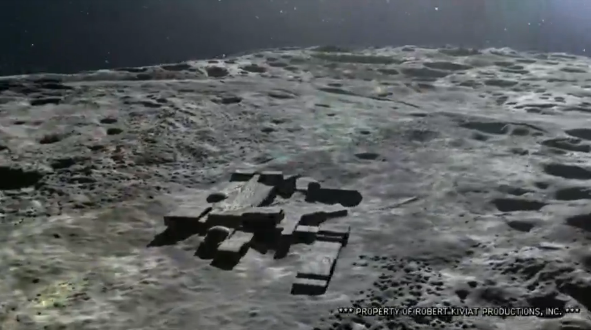 *** PROPERTY OF ROBERT KIVIAT PRODUCTIONS, INC. ***